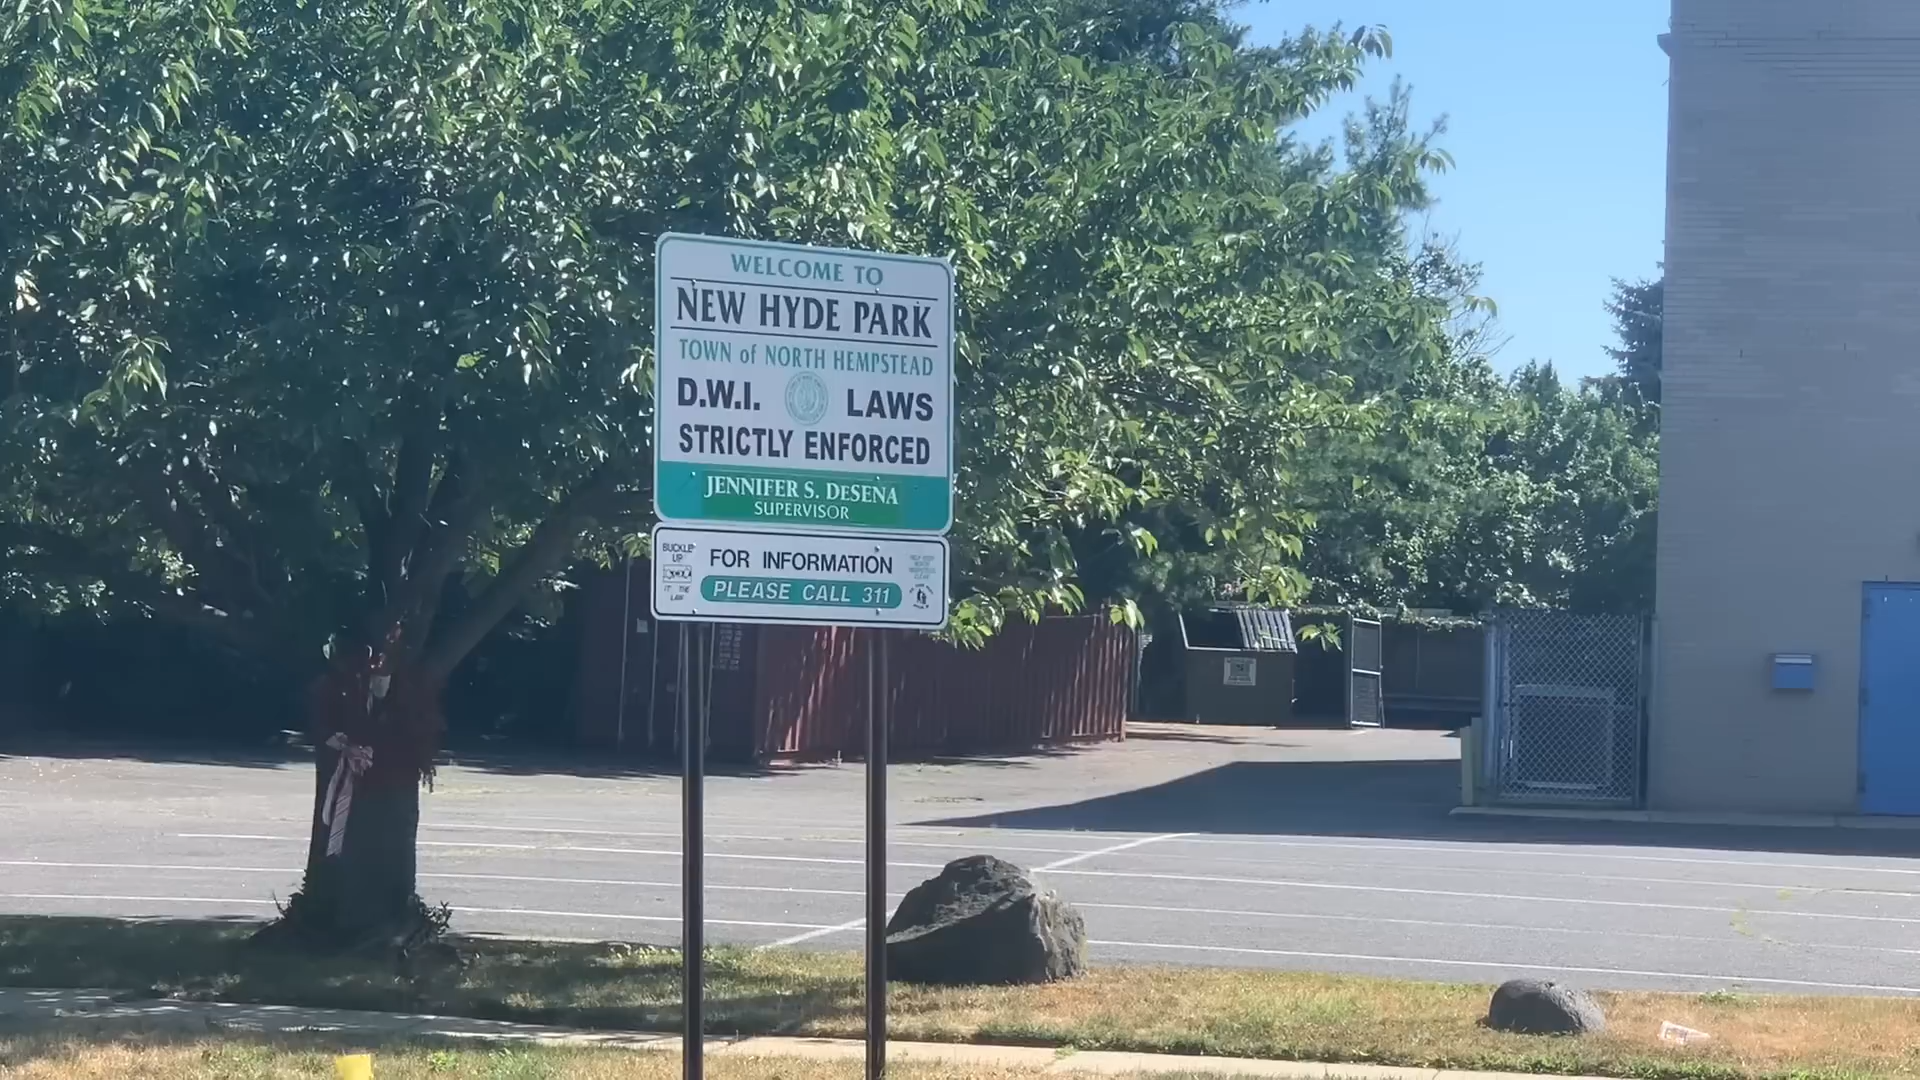 WELCOME TO
NEW HYDE PARK
TOWN of NORTH HEMPSTEAD
D.W.I. LAWS
STRICTLY ENFORCED
JENNIFER S. DeSENA
SUPERVISOR
BUCKLE
UP
IT THE
LAW
FOR INFORMATION
PLEASE CALL 311